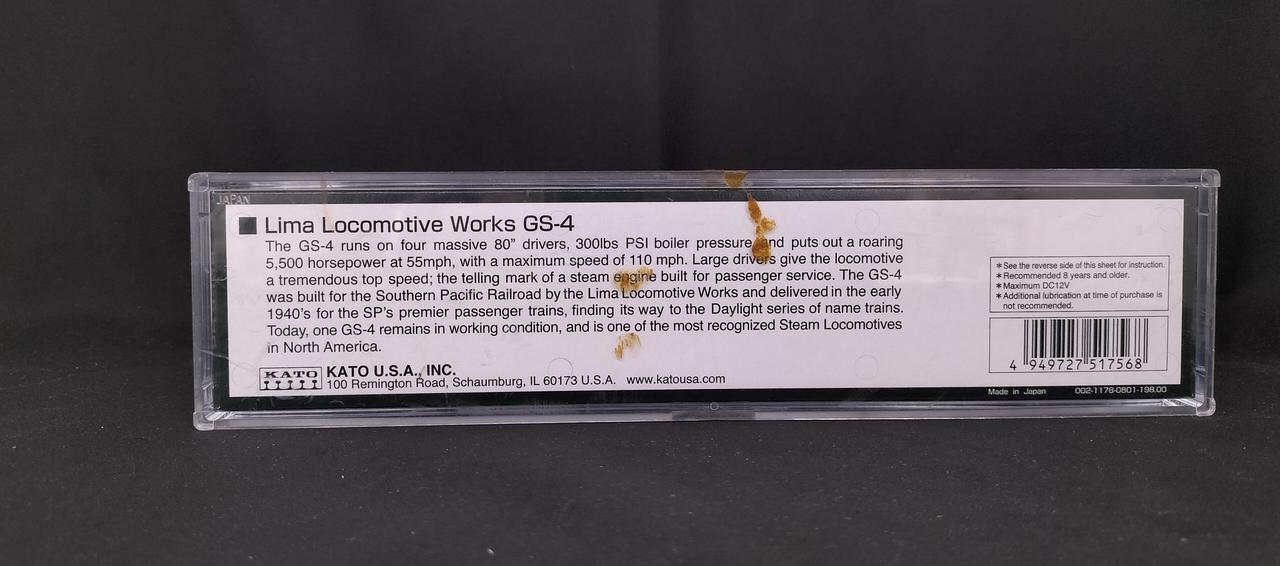 JAPAN
Lima Locomotive Works GS-4
The GS-4 runs on four massive 80” drivers, 300lbs PSI boiler pressure and puts out a roaring
5,500 horsepower at 55mph, with a maximum speed of 110 mph. Large drivers give the locomotive
a tremendous top speed; the telling mark of a steam engine built for passenger service. The GS-4
was built for the Southern Pacific Railroad by the Lima Locomotive Works and delivered in the early
1940’s for the SP’s premier passenger trains, finding its way to the Daylight series of name trains.
Today, one GS-4 remains in working condition, and is one of the most recognized Steam Locomotives
in North America.
KATO
KATO U.S.A., INC.
100 Remington Road, Schaumburg, IL 60173 U.S.A. www.katousa.com
*See the reverse side of this sheet for instruction.
*Recommended 8 years and older.
*Maximum DC12V
*Additional lubrication at time of purchase is
not recommended.
4 949727 517568
Made in Japan 002-1178-0801-198.00